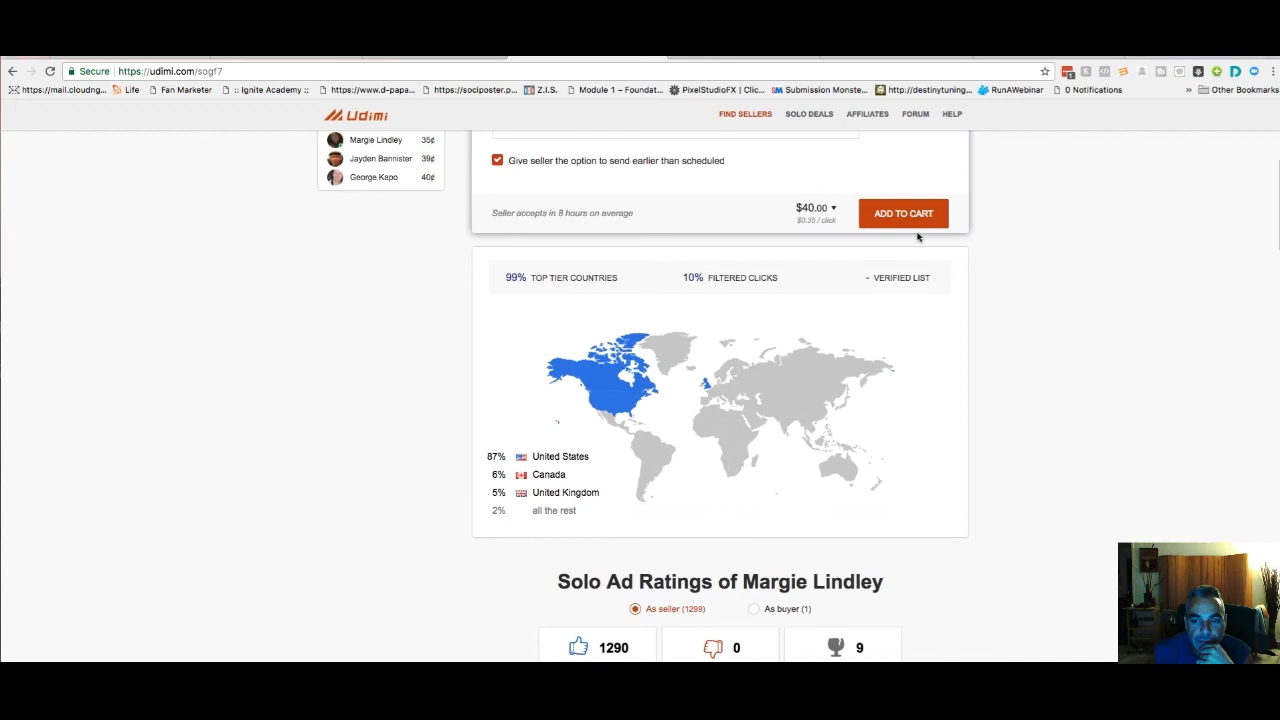 Secure https://udimi.com/sogf7
https://mail.cloudng... Life Fan Marketer :: Ignite Academy :: https://www.d-papa... https://sociposter.p... Z.I.S. Module 1 – Foundat... PixelStudioFX | Clic... Submission Monste... http://destinytuning... RunAWebinar 0 Notifications » Other Bookmarks
Udimi FIND SELLERS SOLO DEALS AFFILIATES FORUM HELP
Margie Lindley 35¢
Jayden Bannister 39¢
George Kapo 40¢
Give seller the option to send earlier than scheduled
Seller accepts in 8 hours on average
$40.00
$0.35 / click
ADD TO CART
99% TOP TIER COUNTRIES 10% FILTERED CLICKS - VERIFIED LIST
87% United States
6% Canada
5% United Kingdom
2% all the rest
Solo Ad Ratings of Margie Lindley
As seller (1299) As buyer (1)
1290 0 9